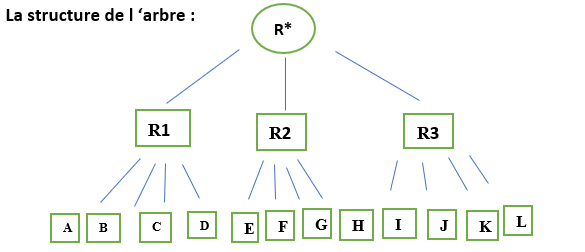 La structure de l ‘arbre :
R*
R1 R2 R3
A B C D E F G H I J K L